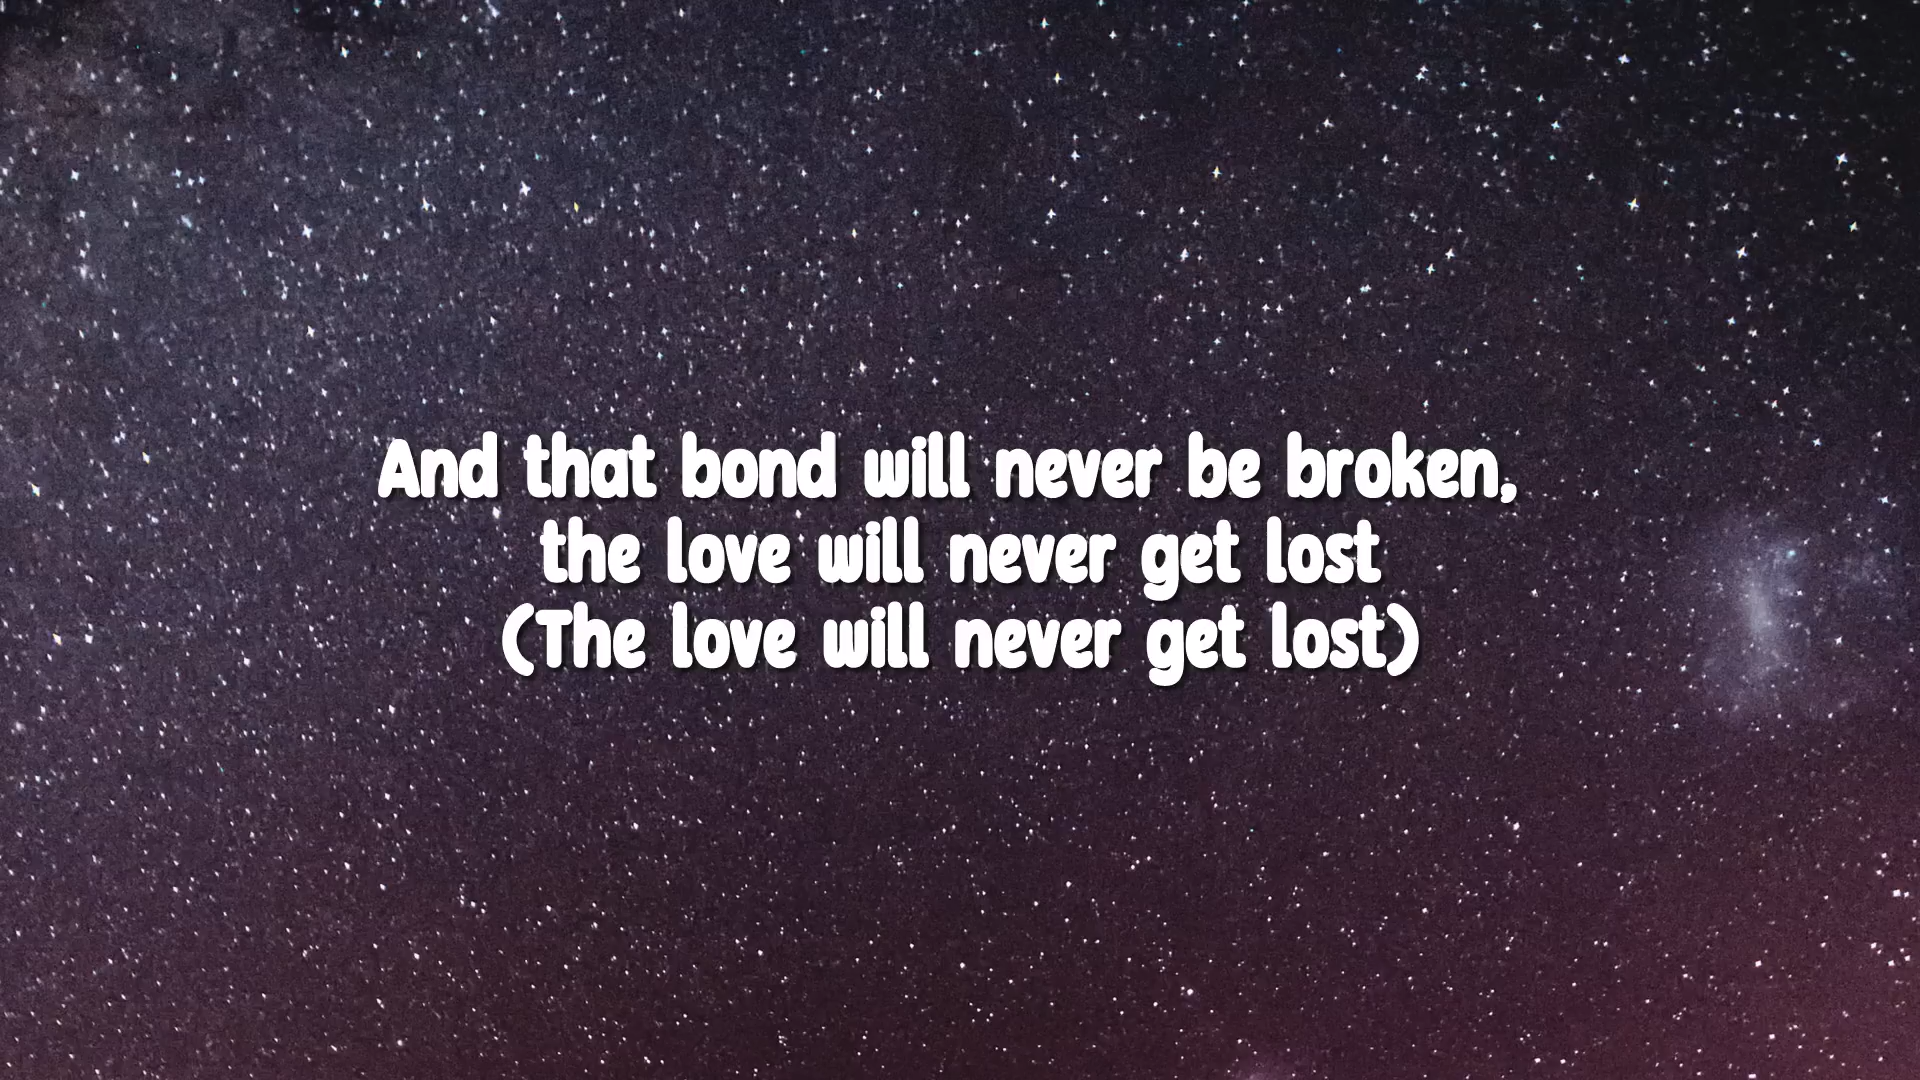 And that bond will never be broken,
the love will never get lost
(The love will never get lost)